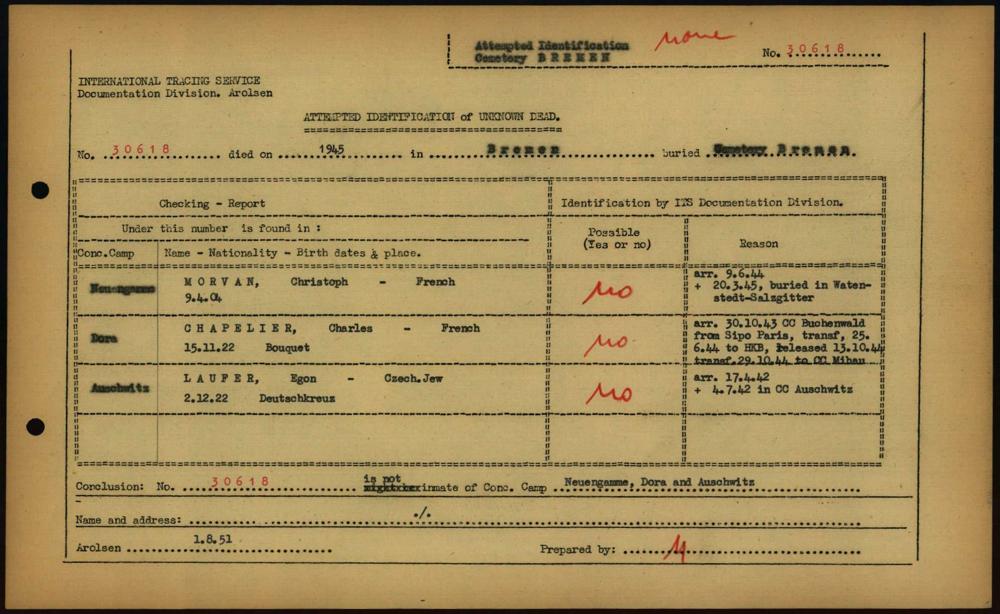 Attempted Identification none
Cemetery B R E M E N No. 30618
INTERNATIONAL TRACING SERVICE
Documentation Division. Arolsen
ATTEMPTED IDENTIFICATION of UNKNOWN DEAD.
No. 30618 died on 1945 in B r e m e n buried Cemetery B r e m e n.
Checking - Report Identification by ITS Documentation Division.
Under this number is found in : Possible (Yes or no) Reason
Conc.Camp Name - Nationality - Birth dates & place.
Neuengamme M O R V A N, Christoph - French no arr. 9.6.44
9.4.04 + 20.3.45, buried in Waten-
stedt-Salzgitter
Dora C H A P E L I E R, Charles - French no arr. 30.10.43 CC Buchenwald
15.11.22 Bouquet from Sipo Paris, transf, 25.
6.44 to HKB, released 13.10.44
transf.29.10.44 to CC Mibau
Auschwitz L A U F E R, Egon - Czech.Jew no arr. 17.4.42
2.12.22 Deutschkreuz + 4.7.42 in CC Auschwitz
Conclusion: No. 30618 is not inmate of Conc. Camp Neuengamme, Dora and Auschwitz
Name and address: ./.
Arolsen 1.8.51 Prepared by: